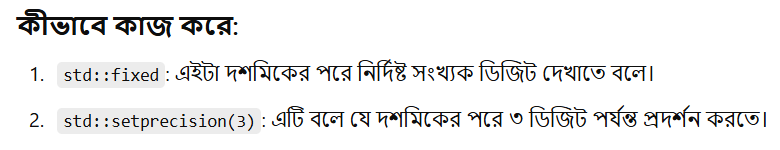 কীভাবে কাজ করে:
1. std::fixed: এইটা দশমিকের পরে নির্দিষ্ট সংখ্যক ডিজিট দেখাতে বলে।
2. std::setprecision(3): এটি বলে যে দশমিকের পরে ৩ ডিজিট পর্যন্ত প্রদর্শন করতে।